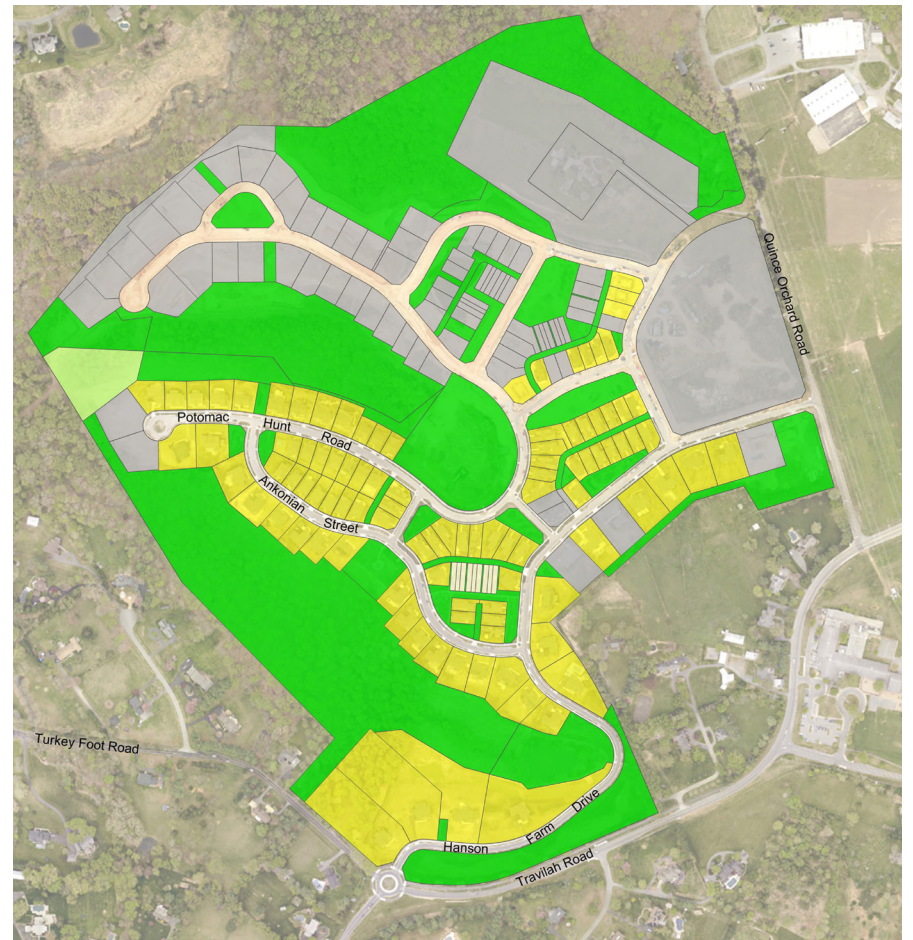 Quince Orchard Road
Potomac Hunt Road
Ankonian Street
Turkey Foot Road
Hanson Farm Drive
Travilah Road